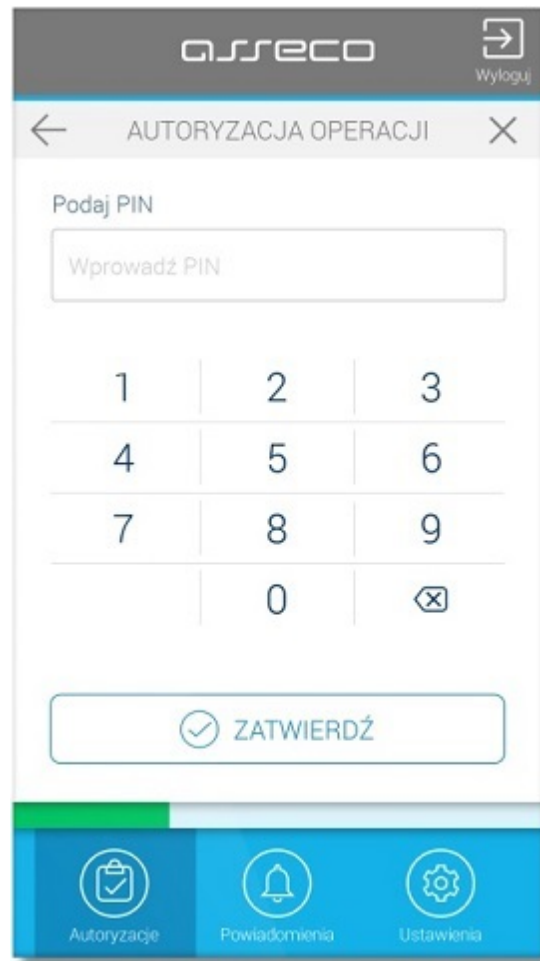 asseco
Wyloguj
AUTORYZACJA OPERACJI
Podaj PIN
Wprowadź PIN
1 2 3
4 5 6
7 8 9
0
ZATWIERDŹ
Autoryzacje Powiadomienia Ustawienia